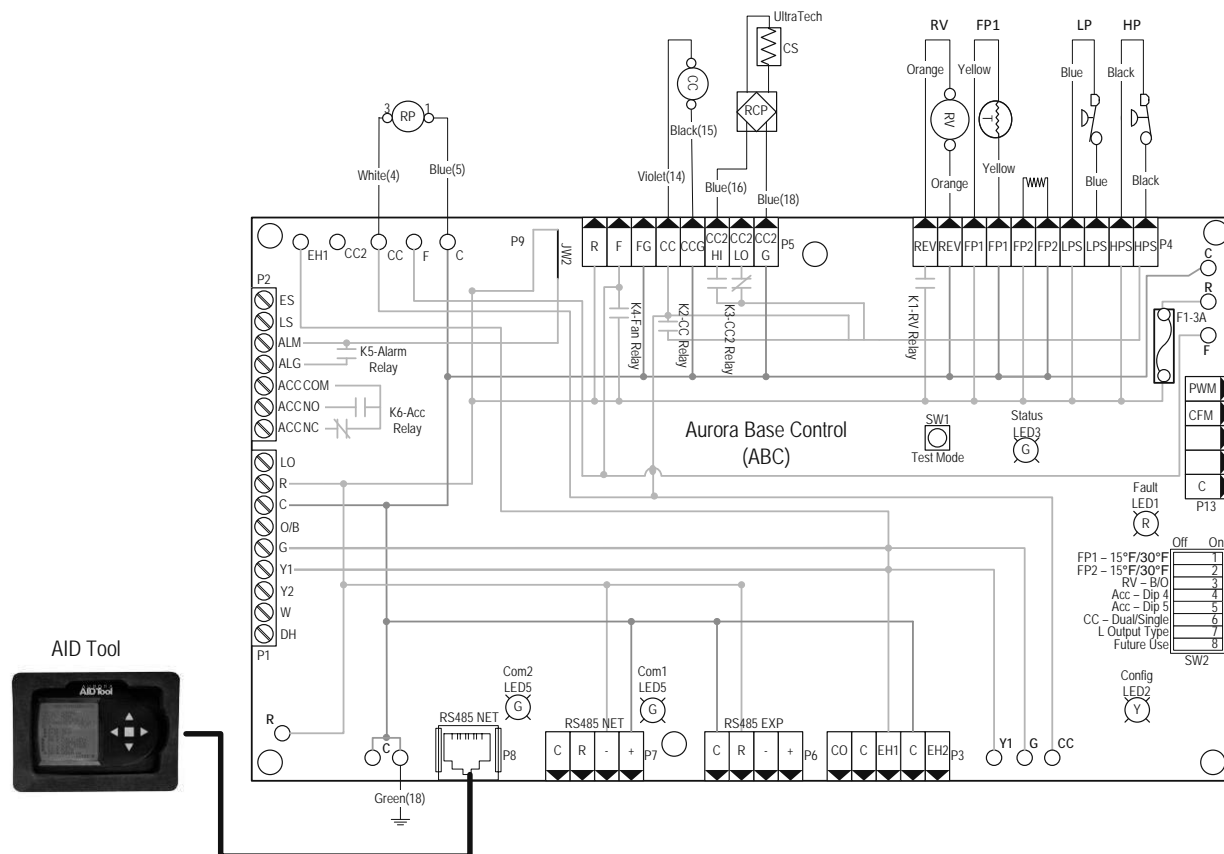 UltraTech
CS
RV FP1 LP HP
Orange Yellow Blue Black
CC
RCP
RV
T
3 RP 1
Black(15)
White(4) Blue(5)
Violet(14) Blue(16) Blue(18)
Orange Yellow Blue Black
EH1 CC2 CC F C
P9 JW2
R F FG CC CCG CC2 HI CC2 LO CC2 G P5
REV REV FP1 FP1 FP2 FP2 LPS LPS HPS HPS P4
C
R
F1-3A
F
P2
ES
LS
ALM
ALG
ACC COM
ACC NO
ACC NC
K5-Alarm
Relay
K6-Acc
Relay
K4-Fan Relay
K2-CC Relay
K3-CC2 Relay
K1-RV Relay
Aurora Base Control
(ABC)
SW1
Test Mode
Status
LED3
G
PWM
CFM
C
P13
Fault
LED1
R
LO
R
C
O/B
G
Y1
Y2
W
DH
P1
Off On
FP1 – 15°F/30°F 1
FP2 – 15°F/30°F 2
RV – B/O 3
Acc – Dip 4 4
Acc – Dip 5 5
CC – Dual/Single 6
L Output Type 7
Future Use 8
SW2
Config
LED2
Y
AID Tool
AURORA
AID Tool
Com2
LED5
G
Com1
LED5
G
R
C
RS485 NET
P8
RS485 NET
C R - + P7
RS485 EXP
C R - + P6
CO C EH1 C EH2 P3
Y1 G CC
Green(18)